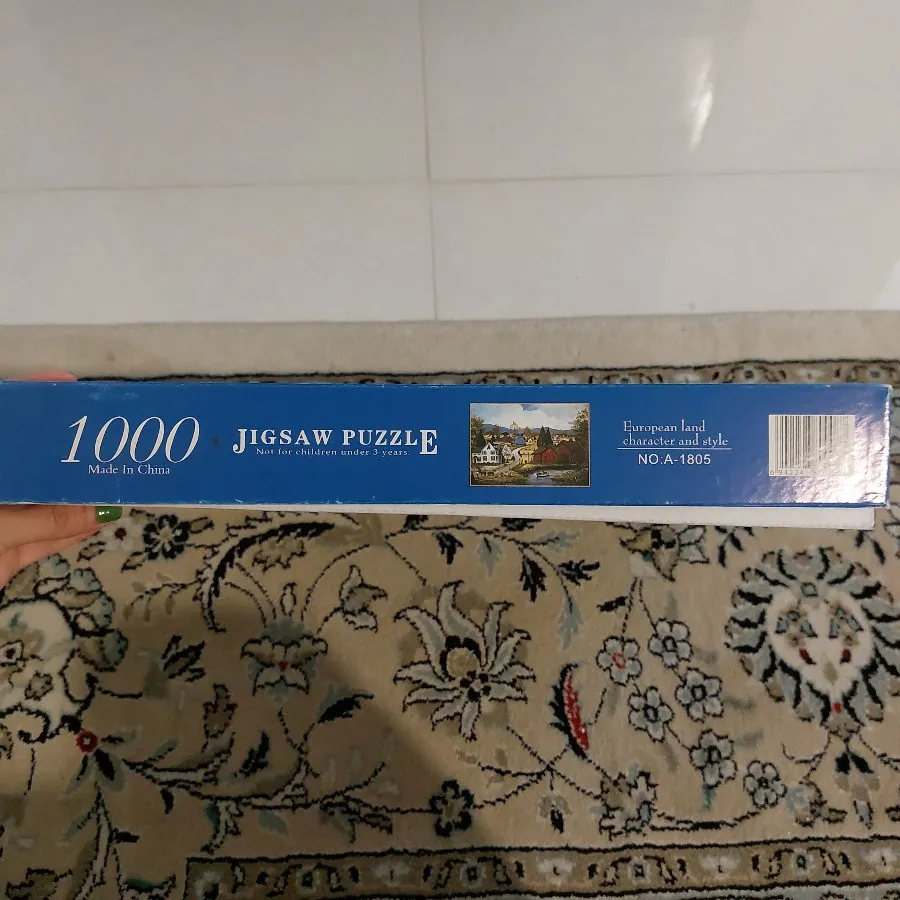 1000
Made In China
JIGSAW PUZZLE
Not for children under 3 years.
European land
character and style
NO:A-1805